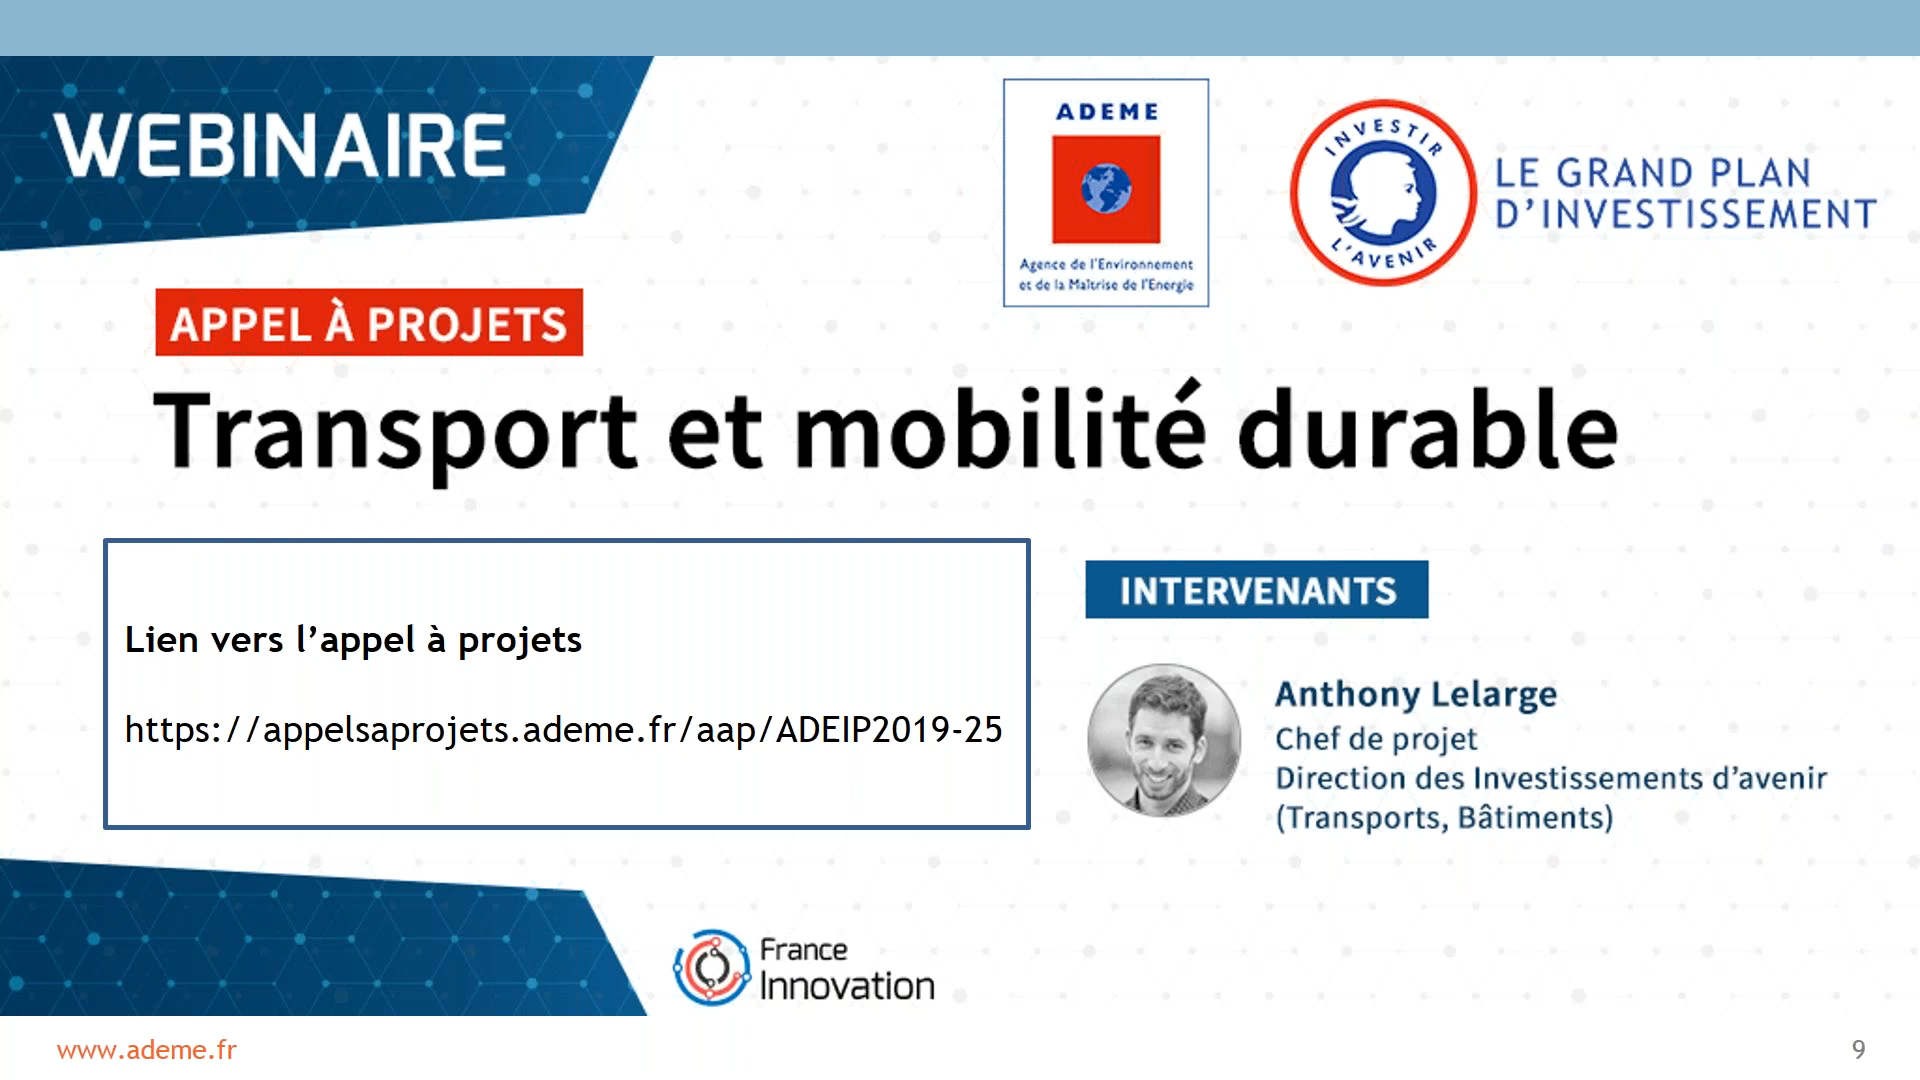 WEBINAIRE
ADEME
Agence de l'Environnement
et de la Maîtrise de l'Energie
INVESTIR
L'AVENIR
LE GRAND PLAN
D'INVESTISSEMENT
APPEL À PROJETS
Transport et mobilité durable
Lien vers l’appel à projets
https://appelsaprojets.ademe.fr/aap/ADEIP2019-25
INTERVENANTS
Anthony Lelarge
Chef de projet
Direction des Investissements d’avenir
(Transports, Bâtiments)
France
Innovation
www.ademe.fr
9